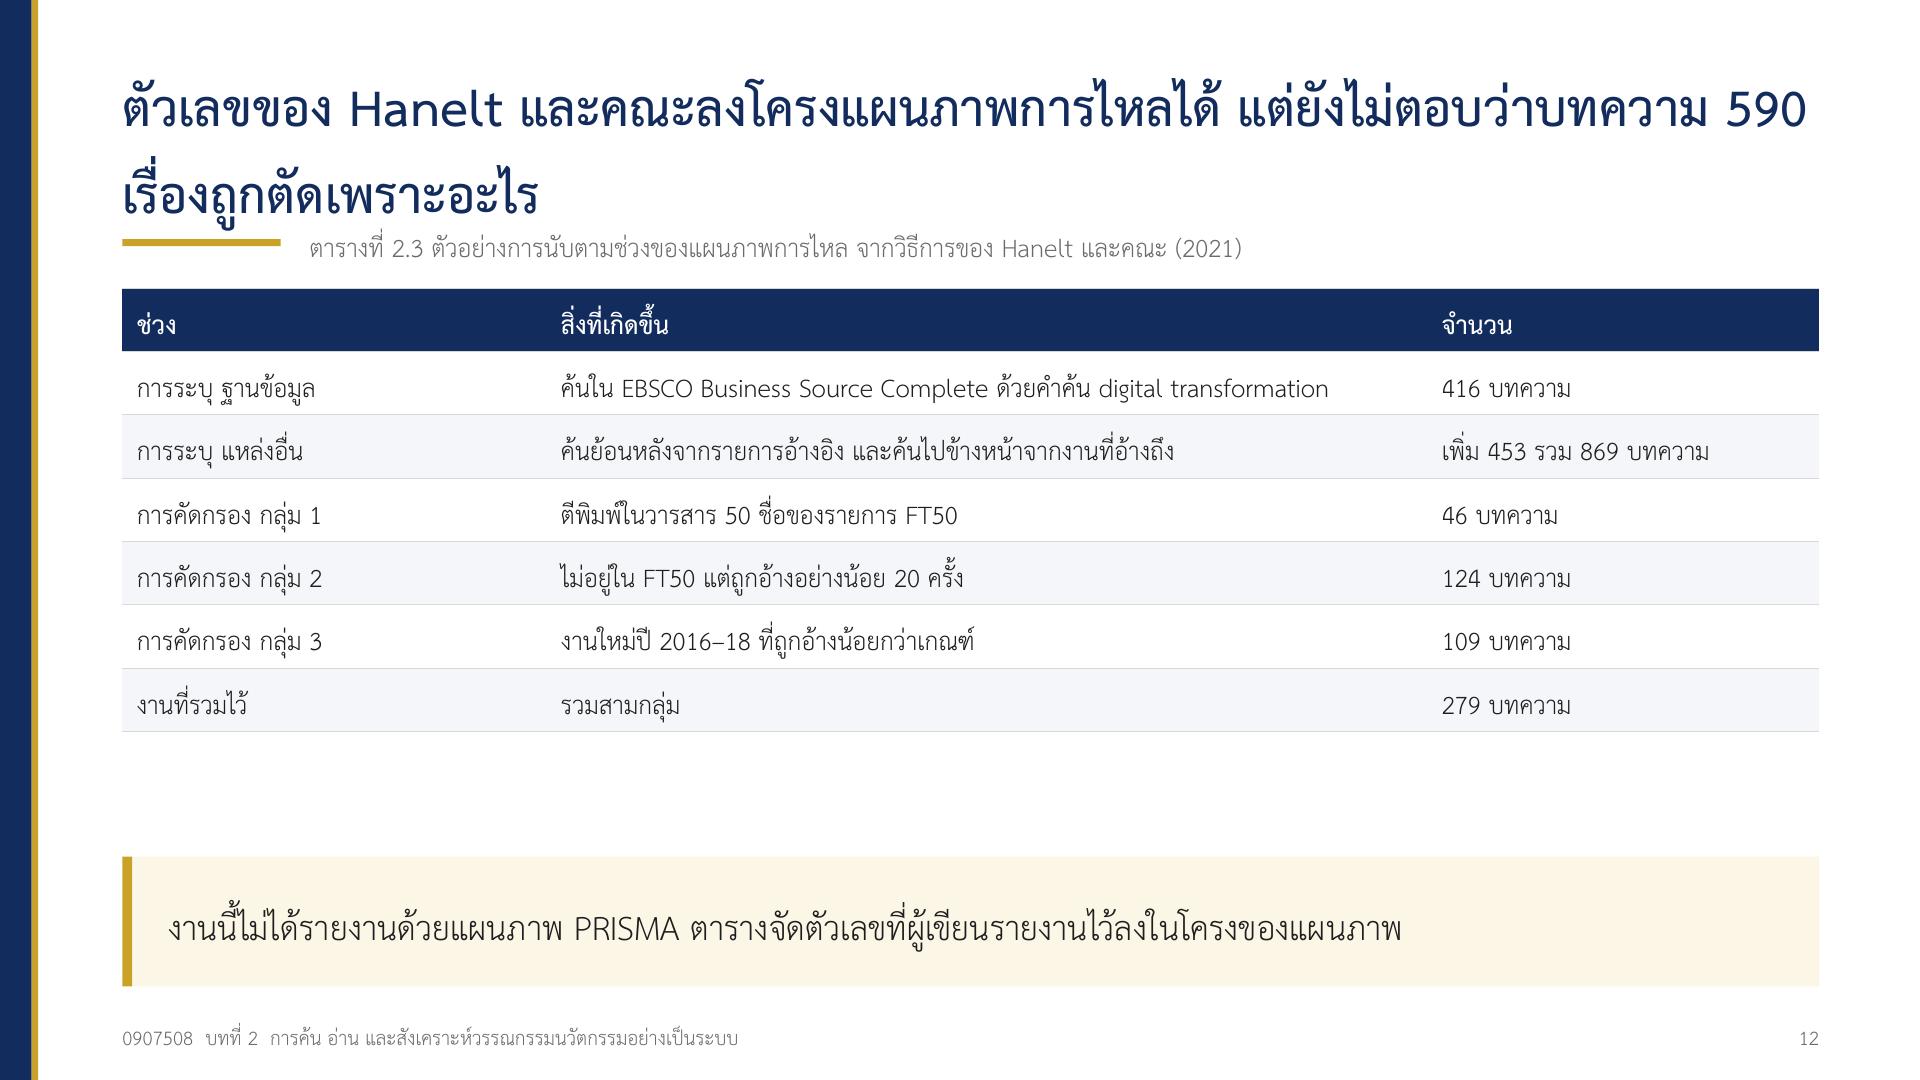 ตัวเลขของ Hanelt และคณะลงโครงแผนภาพการไหลได้ แต่ยังไม่ตอบว่าบทความ 590
เรื่องถูกตัดเพราะอะไร
ตารางที่ 2.3 ตัวอย่างการนับตามช่วงของแผนภาพการไหล จากวิธีการของ Hanelt และคณะ (2021)
ช่วง สิ่งที่เกิดขึ้น จำนวน
การระบุ ฐานข้อมูล ค้นใน EBSCO Business Source Complete ด้วยคำค้น digital transformation 416 บทความ
การระบุ แหล่งอื่น ค้นย้อนหลังจากรายการอ้างอิง และค้นไปข้างหน้าจากงานที่อ้างถึง เพิ่ม 453 รวม 869 บทความ
การคัดกรอง กลุ่ม 1 ตีพิมพ์ในวารสาร 50 ชื่อของรายการ FT50 46 บทความ
การคัดกรอง กลุ่ม 2 ไม่อยู่ใน FT50 แต่ถูกอ้างอย่างน้อย 20 ครั้ง 124 บทความ
การคัดกรอง กลุ่ม 3 งานใหม่ปี 2016–18 ที่ถูกอ้างน้อยกว่าเกณฑ์ 109 บทความ
งานที่รวมไว้ รวมสามกลุ่ม 279 บทความ
งานนี้ไม่ได้รายงานด้วยแผนภาพ PRISMA ตารางจัดตัวเลขที่ผู้เขียนรายงานไว้ลงในโครงของแผนภาพ
0907508 บทที่ 2 การค้น อ่าน และสังเคราะห์วรรณกรรมนวัตกรรมอย่างเป็นระบบ 12